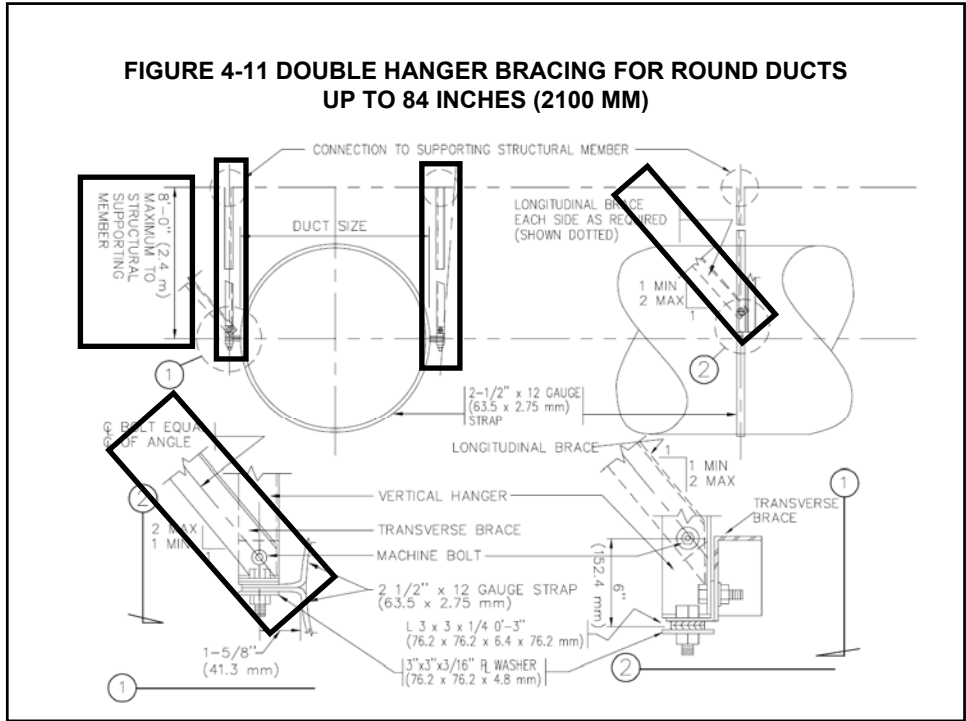 FIGURE 4-11 DOUBLE HANGER BRACING FOR ROUND DUCTS
UP TO 84 INCHES (2100 MM)
CONNECTION TO SUPPORTING STRUCTURAL MEMBER
8'-0" (2.4 m)
MAXIMUM TO
STRUCTURAL
SUPPORTING
MEMBER
DUCT SIZE
LONGITUDINAL BRACE
EACH SIDE AS REQUIRED
(SHOWN DOTTED)
1 MIN
2 MAX
1
1
2
2-1/2" x 12 GAUGE
(63.5 x 2.75 mm)
STRAP
℄ BOLT EQUAL
℄ OF ANGLE
LONGITUDINAL BRACE
1
1 MIN
2 MAX
2
2 MAX
1 MIN
1
VERTICAL HANGER
TRANSVERSE BRACE
MACHINE BOLT
2 1/2" x 12 GAUGE STRAP
(63.5 x 2.75 mm)
L 3 x 3 x 1/4 0'-3"
(76.2 x 76.2 x 6.4 x 76.2 mm)
3"x3"x3/16" ℞ WASHER
(76.2 x 76.2 x 4.8 mm)
1-5/8"
(41.3 mm)
6"
(152.4 mm)
TRANSVERSE
BRACE
1
1
2